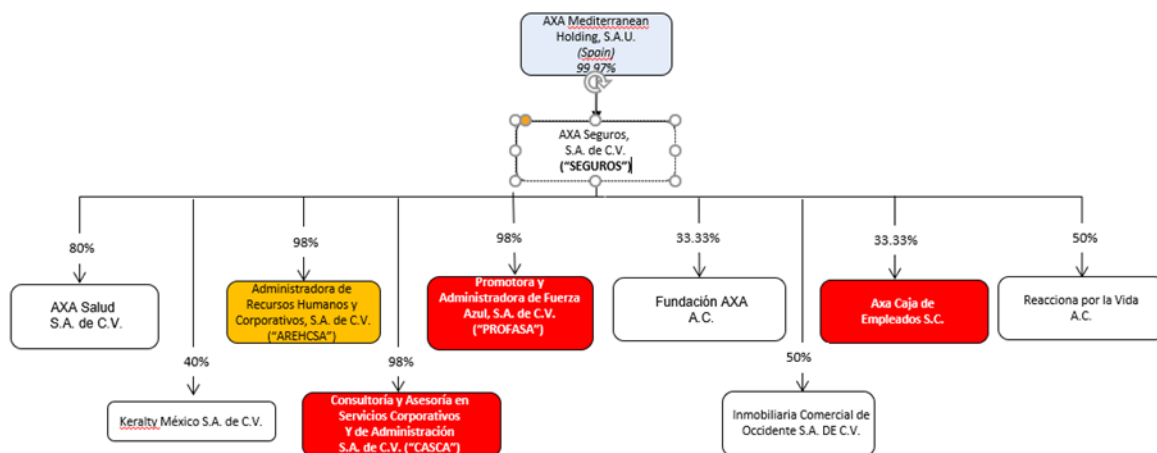 AXA Mediterranean
Holding, S.A.U.
(Spain)
99.97%
AXA Seguros,
S.A. de C.V.
("SEGUROS")
80%
98%
98%
33.33%
33.33%
50%
AXA Salud
S.A. de C.V.
Administradora de
Recursos Humanos y
Corporativos, S.A. de C.V.
("AREHCSA")
Promotora y
Administradora de Fuerza
Azul, S.A. de C.V.
("PROFASA")
Fundación AXA
A.C.
Axa Caja de
Empleados S.C.
Reacciona por la Vida
A.C.
40%
98%
50%
Keralty México S.A. de C.V.
Consultoría y Asesoría en
Servicios Corporativos
Y de Administración
S.A. de C.V. ("CASCA")
Inmobiliaria Comercial de
Occidente S.A. DE C.V.